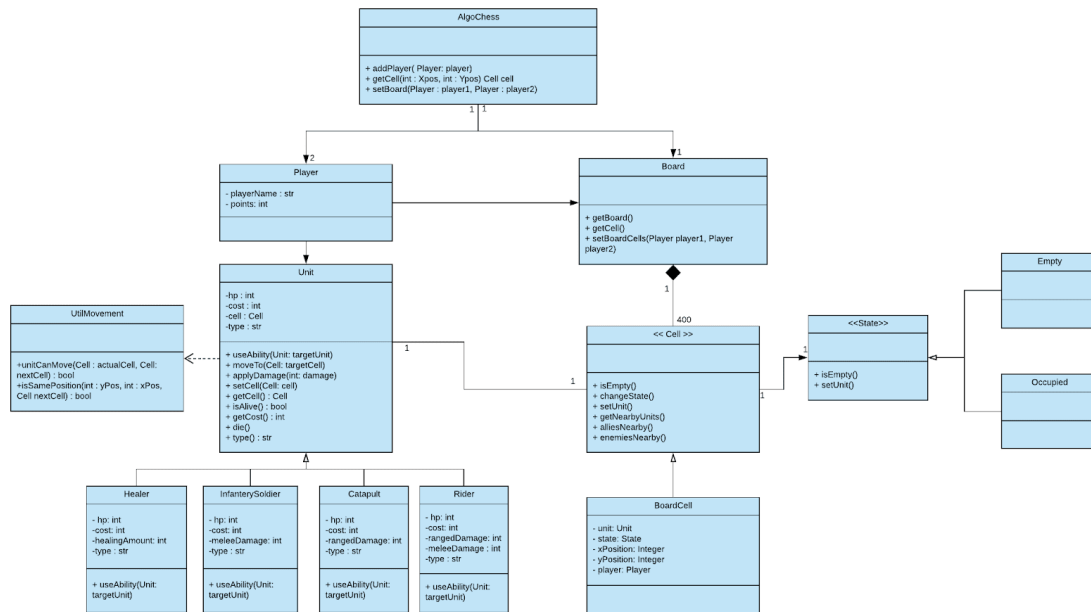 AlgoChess
+ addPlayer( Player: player)
+ getCell(int : Xpos, int : Ypos) Cell cell
+ setBoard(Player : player1, Player : player2)
1
1
2
1
Player
- playerName : str
- points: int
Board
+ getBoard()
+ getCell()
+ setBoardCells(Player player1, Player
player2)
1
400
Unit
-hp : int
-cost : int
-cell : Cell
-type : str
+ useAbility(Unit: targetUnit)
+ moveTo(Cell: targetCell)
+ applyDamage(int: damage)
+ setCell(Cell: cell)
+ getCell() : Cell
+ isAlive() : bool
+ getCost() : int
+ die()
+ type() : str
1
1
UtilMovement
+unitCanMove(Cell : actualCell, Cell:
nextCell) : bool
+isSamePosition(int : yPos, int : xPos,
Cell nextCell) : bool
<< Cell >>
+ isEmpty()
+ changeState()
+ setUnit()
+ getNearbyUnits()
+ alliesNearby()
+ enemiesNearby()
1
1
<<State>>
+ isEmpty()
+ setUnit()
Empty
Occupied
Healer
- hp: int
-cost: int
-healingAmount: int
-type : str
+ useAbility(Unit:
targetUnit)
InfanterySoldier
- hp: int
-cost: int
-meleeDamage: int
-type : str
+ useAbility(Unit:
targetUnit)
Catapult
- hp: int
-cost: int
-rangedDamage: int
-type : str
+ useAbility(Unit:
targetUnit)
Rider
- hp: int
-cost: int
-rangedDamage: int
-meleeDamage : int
-type : str
+ useAbility(Unit:
targetUnit)
BoardCell
- unit: Unit
- state: State
- xPosition: Integer
- yPosition: Integer
- player: Player